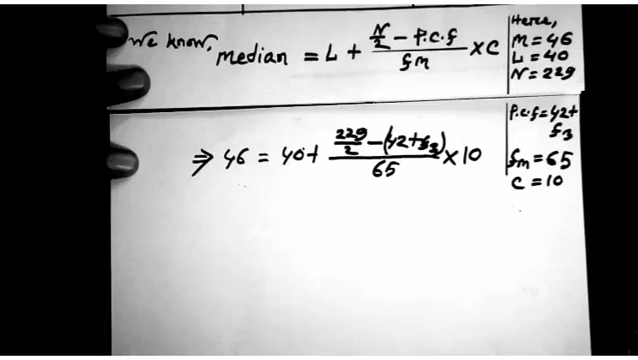 We know, median = L + (N/2 - p.c.f)/fm × C
Here,
M = 46
L = 40
N = 229
p.c.f = 42 + f3
fm = 65
C = 10
⇒ 46 = 40 + (229/2 - (42 + f3))/65 × 10